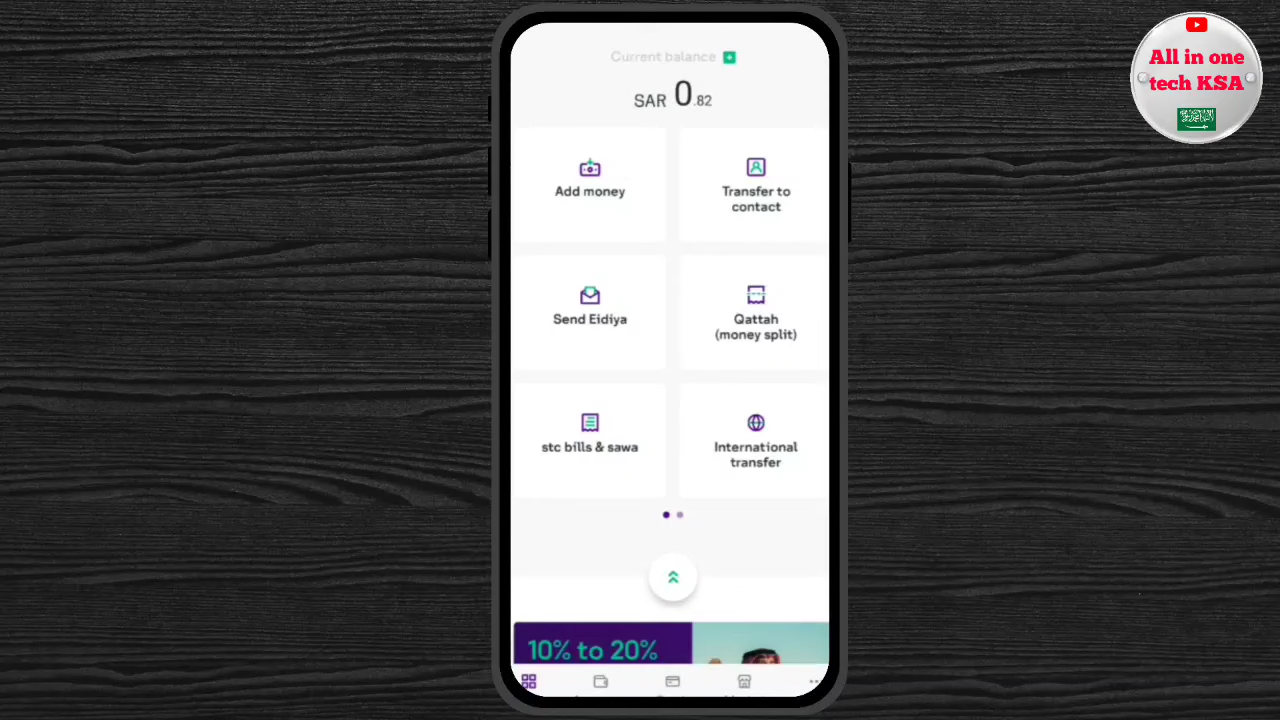 All in one
tech KSA
Current balance
SAR 0.82
Add money
Transfer to
contact
Send Eidiya
Qattah
(money split)
stc bills & sawa
International
transfer
10% to 20%